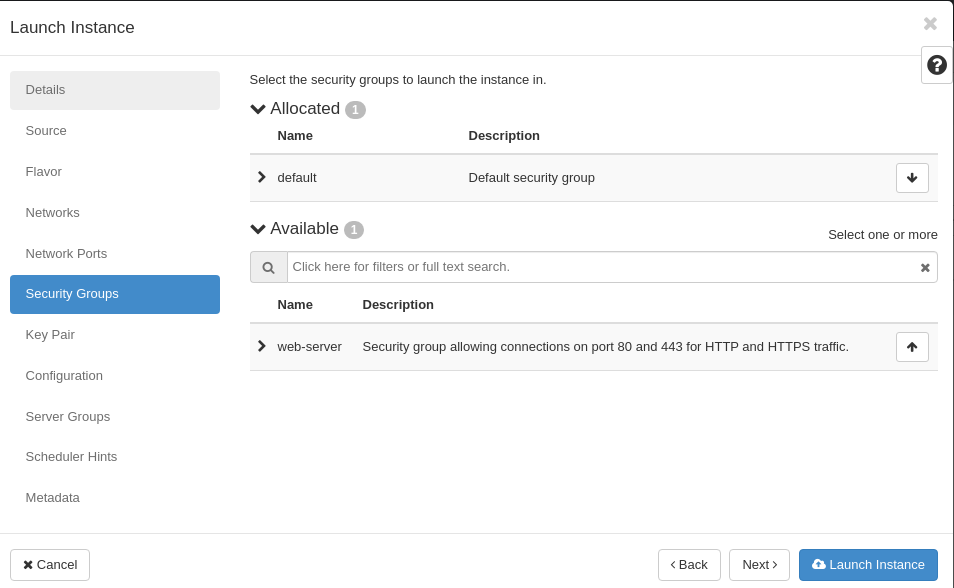 Launch Instance
Details
Source
Flavor
Networks
Network Ports
Security Groups
Key Pair
Configuration
Server Groups
Scheduler Hints
Metadata
Select the security groups to launch the instance in.
Allocated 1
Name Description
default Default security group
Available 1
Select one or more
Click here for filters or full text search.
Name Description
web-server Security group allowing connections on port 80 and 443 for HTTP and HTTPS traffic.
Cancel
Back
Next
Launch Instance